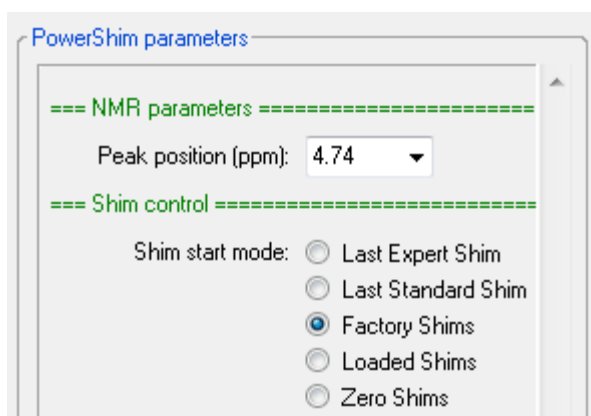 PowerShim parameters
=== NMR parameters =======================
Peak position (ppm): 4.74
=== Shim control ===========================
Shim start mode: Last Expert Shim
Last Standard Shim
Factory Shims
Loaded Shims
Zero Shims